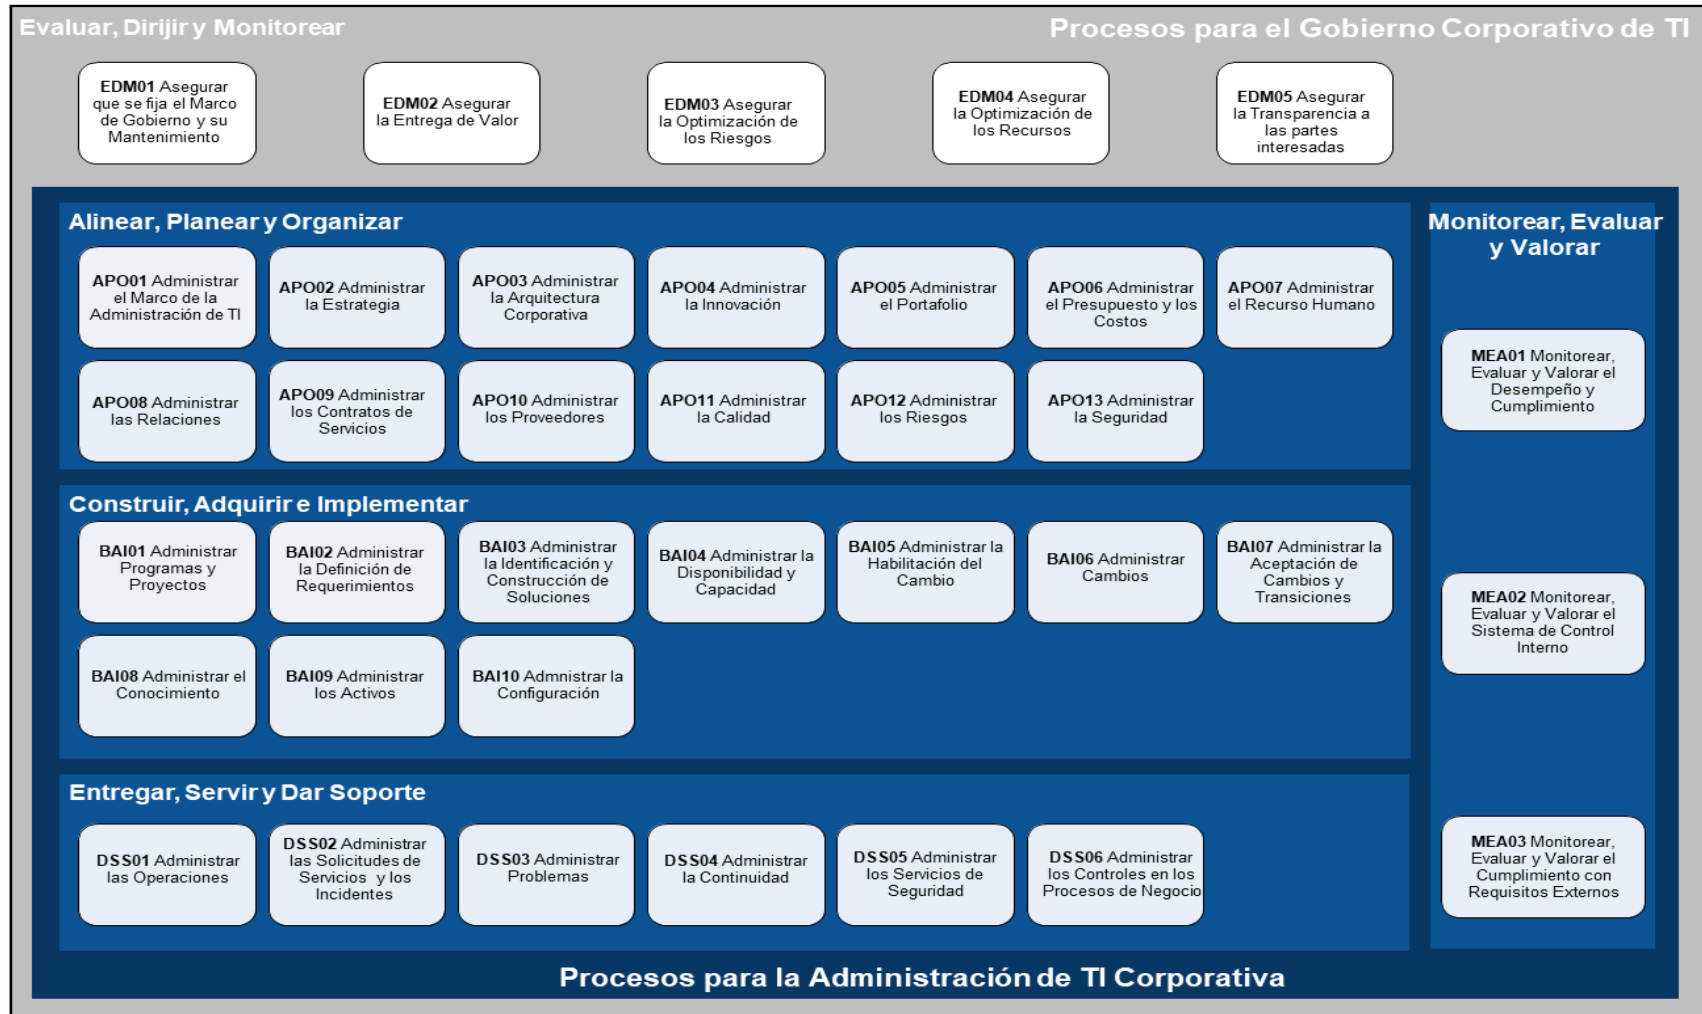 Evaluar, Dirijir y Monitorear
Procesos para el Gobierno Corporativo de TI
EDM01 Asegurar
que se fija el Marco
de Gobierno y su
Mantenimiento
EDM02 Asegurar
la Entrega de Valor
EDM03 Asegurar
la Optimización de
los Riesgos
EDM04 Asegurar
la Optimización de
los Recursos
EDM05 Asegurar
la Transparencia a
las partes
interesadas
Alinear, Planear y Organizar
APO01 Administrar
el Marco de la
Administración de TI
APO02 Administrar
la Estrategia
APO03 Administrar
la Arquitectura
Corporativa
APO04 Administrar
la Innovación
APO05 Administrar
el Portafolio
APO06 Administrar
el Presupuesto y los
Costos
APO07 Administrar
el Recurso Humano
APO08 Administrar
las Relaciones
APO09 Administrar
los Contratos de
Servicios
APO10 Administrar
los Proveedores
APO11 Administrar
la Calidad
APO12 Administrar
los Riesgos
APO13 Administrar
la Seguridad
Construir, Adquirir e Implementar
BAI01 Administrar
Programas y
Proyectos
BAI02 Administrar
la Definición de
Requerimientos
BAI03 Administrar
la Identificación y
Construcción de
Soluciones
BAI04 Administrar la
Disponibilidad y
Capacidad
BAI05 Administrar la
Habilitación del
Cambio
BAI06 Administrar
Cambios
BAI07 Administrar la
Aceptación de
Cambios y
Transiciones
BAI08 Administrar el
Conocimiento
BAI09 Administrar
los Activos
BAI10 Admnistrar la
Configuración
Entregar, Servir y Dar Soporte
DSS01 Administrar
las Operaciones
DSS02 Administrar
las Solicitudes de
Servicios y los
Incidentes
DSS03 Administrar
Problemas
DSS04 Administrar
la Continuidad
DSS05 Administrar
los Servicios de
Seguridad
DSS06 Administrar
los Controles en los
Procesos de Negocio
Monitorear, Evaluar
y Valorar
MEA01 Monitorear,
Evaluar y Valorar el
Desempeño y
Cumplimiento
MEA02 Monitorear,
Evaluar y Valorar el
Sistema de Control
Interno
MEA03 Monitorear,
Evaluar y Valorar el
Cumplimiento con
Requisitos Externos
Procesos para la Administración de TI Corporativa